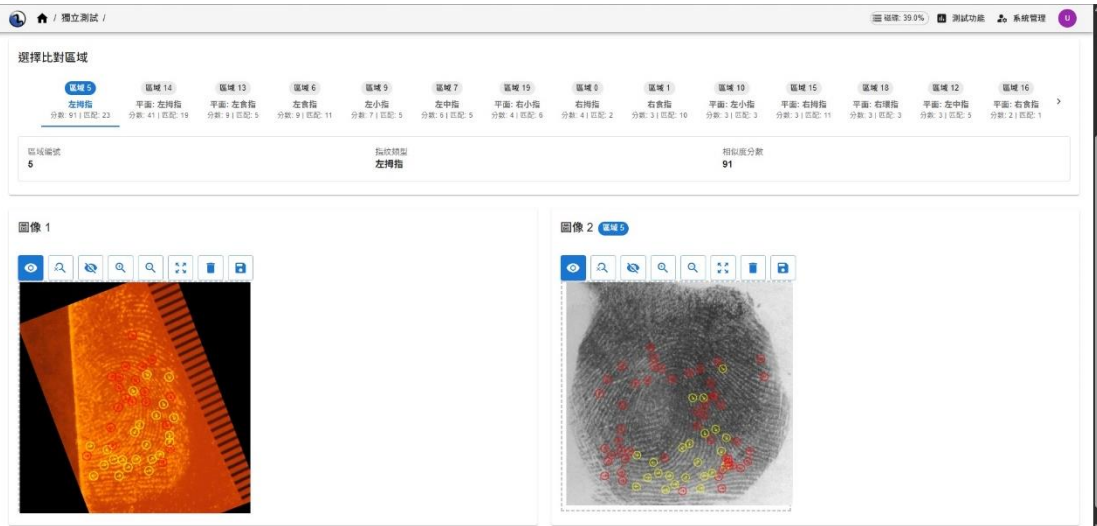 / 獨立測試 /
磁碟: 39.0%
測試功能
系統管理
U
選擇比對區域
區域 5
左拇指
分數: 91 | 匹配: 23
區域 14
平面: 左拇指
分數: 41 | 匹配: 19
區域 13
平面: 左食指
分數: 9 | 匹配: 5
區域 6
左食指
分數: 9 | 匹配: 11
區域 9
左小指
分數: 7 | 匹配: 5
區域 7
左中指
分數: 6 | 匹配: 5
區域 19
平面: 右小指
分數: 4 | 匹配: 6
區域 0
右拇指
分數: 4 | 匹配: 2
區域 1
右食指
分數: 3 | 匹配: 10
區域 10
平面: 左小指
分數: 3 | 匹配: 3
區域 15
平面: 右拇指
分數: 3 | 匹配: 11
區域 18
平面: 右環指
分數: 3 | 匹配: 3
區域 12
平面: 左中指
分數: 3 | 匹配: 5
區域 16
平面: 右食指
分數: 2 | 匹配: 1
區域編號
5
指紋類型
左拇指
相似度分數
91
圖像 1
圖像 2 區域 5